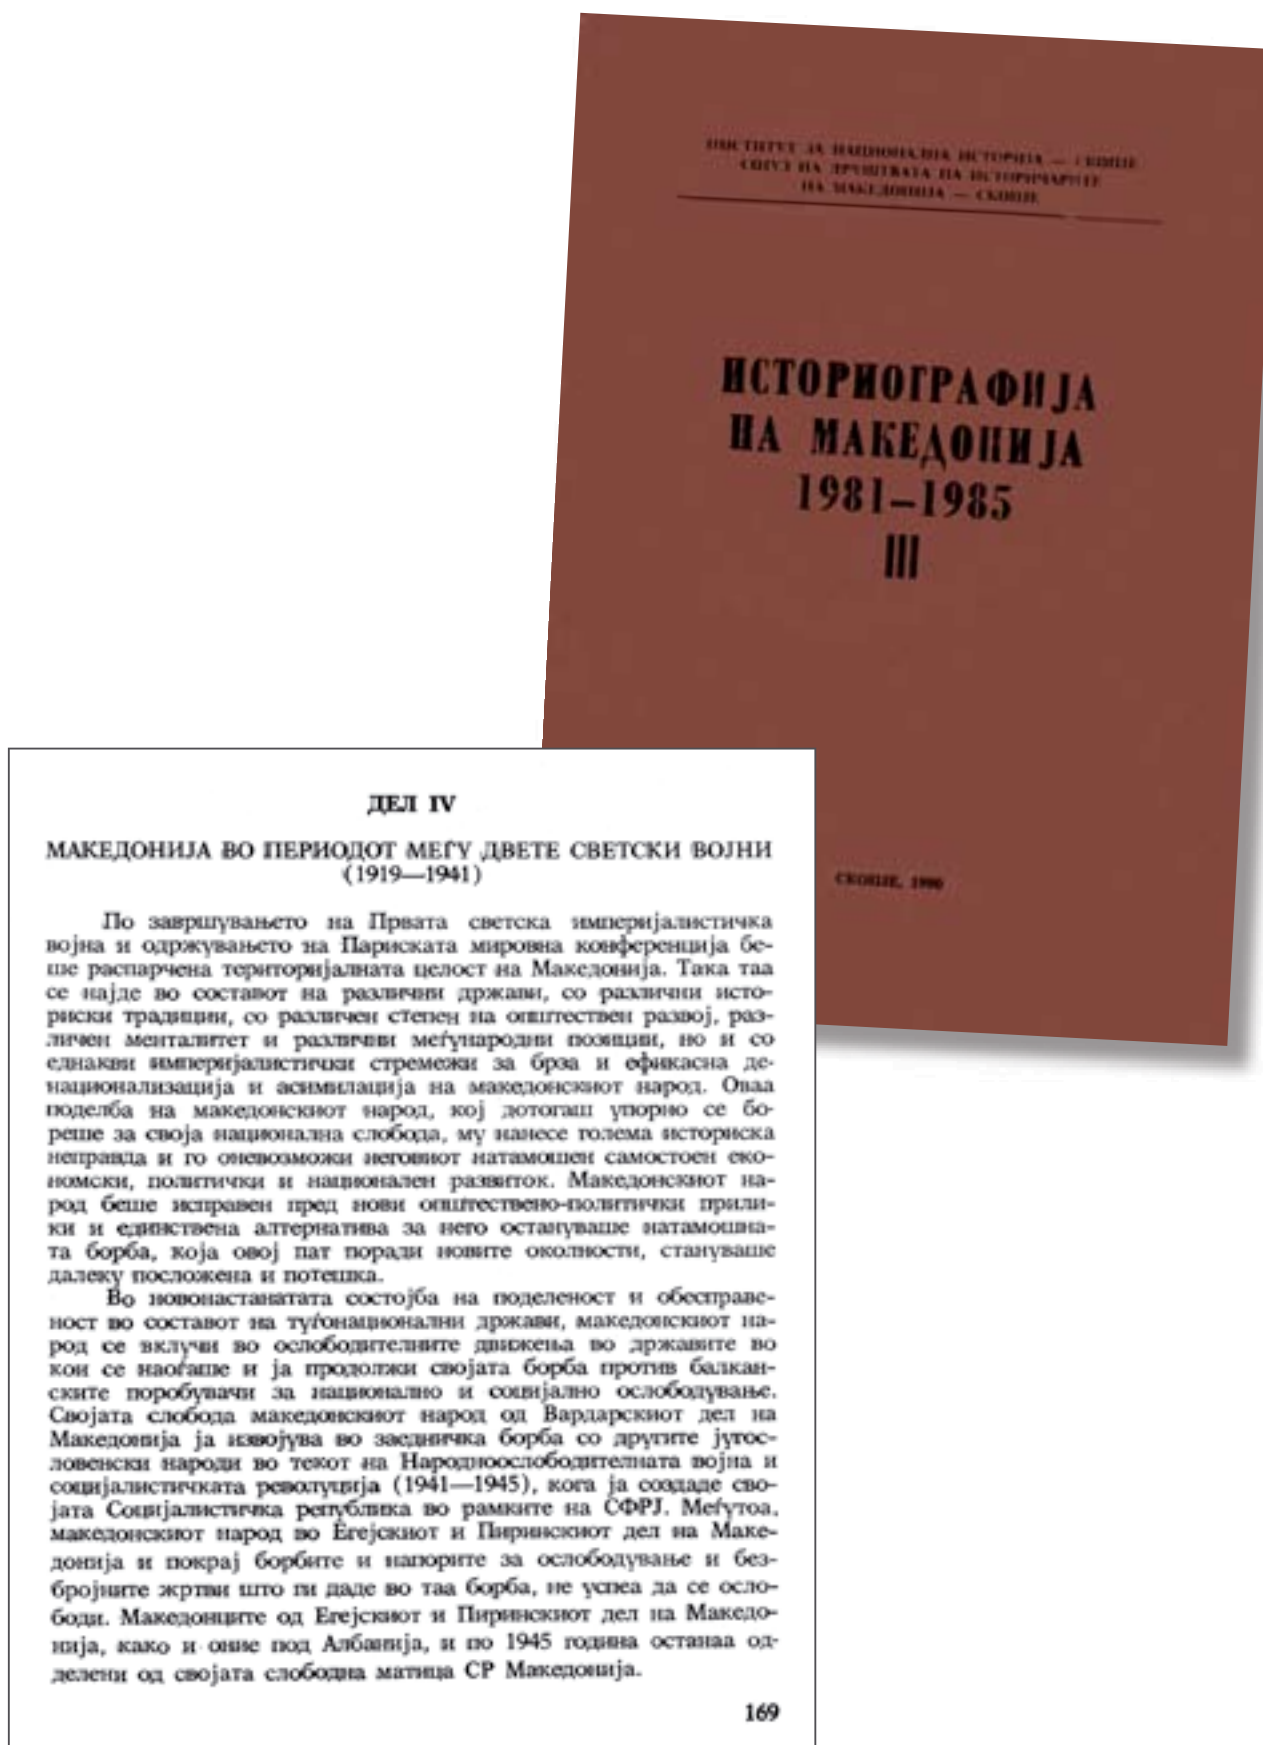 ИНСТИТУТ ЗА НАЦИОНАЛНА ИСТОРИЈА — СКОПЈЕ
СОЈУЗ НА ДРУШТВАТА НА ИСТОРИЧАРИТЕ
НА МАКЕДОНИЈА — СКОПЈЕ
ИСТОРИОГРАФИЈА
НА МАКЕДОНИЈА
1981—1985
III
СКОПЈЕ, 1990
ДЕЛ IV
МАКЕДОНИЈА ВО ПЕРИОДОТ МЕЃУ ДВЕТЕ СВЕТСКИ ВОЈНИ
(1919—1941)
По завршувањето на Првата светска империјалистичка
војна и одржувањето на Париската мировна конференција бе-
ше распарчена територијалната целост на Македонија. Така таа
се најде во составот на различни држави, со различни исто-
риски традиции, со различен степен на општествен развој, раз-
личен менталитет и различни меѓународни позиции, но и со
еднакви империјалистички стремежи за брза и ефикасна де-
национализација и асимилација на македонскиот народ. Оваа
поделба на македонскиот народ, кој дотогаш упорно се бо-
реше за своја национална слобода, му нанесе голема историска
неправда и го оневозможи неговиот натамошен самостоен еко-
номски, политички и национален развиток. Македонскиот на-
род беше исправен пред нови општествено-политички прили-
ки и единствена алтернатива за него остануваше натамошна-
та борба, која овој пат поради новите околности, стануваше
далеку посложена и потешка.
Во новонастанатата состојба на поделеност и обесправе-
ност во составот на туѓонационални држави, македонскиот на-
род се вклучи во ослободителните движења во државите во
кои се наоѓаше и ја продолжи својата борба против балкан-
ските поробувачи за национално и социјално ослободување.
Својата слобода македонскиот народ од Вардарскиот дел на
Македонија ја извојува во заедничка борба со другите југос-
ловенски народи во текот на Народноослободителната војна и
социјалистичката револуција (1941—1945), кога ја создаде сво-
јата Социјалистичка република во рамките на СФРЈ. Меѓутоа,
македонскиот народ во Егејскиот и Пиринскиот дел на Маке-
донија и покрај борбите и напорите за ослободување и без-
бројните жртви што ги даде во таа борба, не успеа да се осло-
боди. Македонците од Егејскиот и Пиринскиот дел на Македо-
нија, како и оние под Албанија, и по 1945 година останаа од-
делени од својата слободна матица СР Македонија.
169